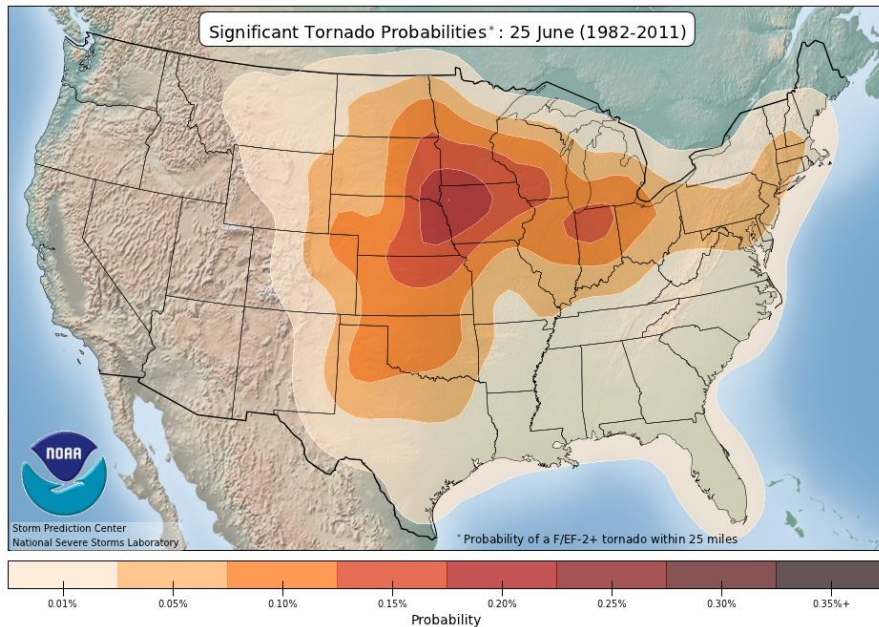 Significant Tornado Probabilities*: 25 June (1982-2011)
NOAA
Storm Prediction Center
National Severe Storms Laboratory
*Probability of a F/EF-2+ tornado within 25 miles
0.01% 0.05% 0.10% 0.15% 0.20% 0.25% 0.30% 0.35%+
Probability